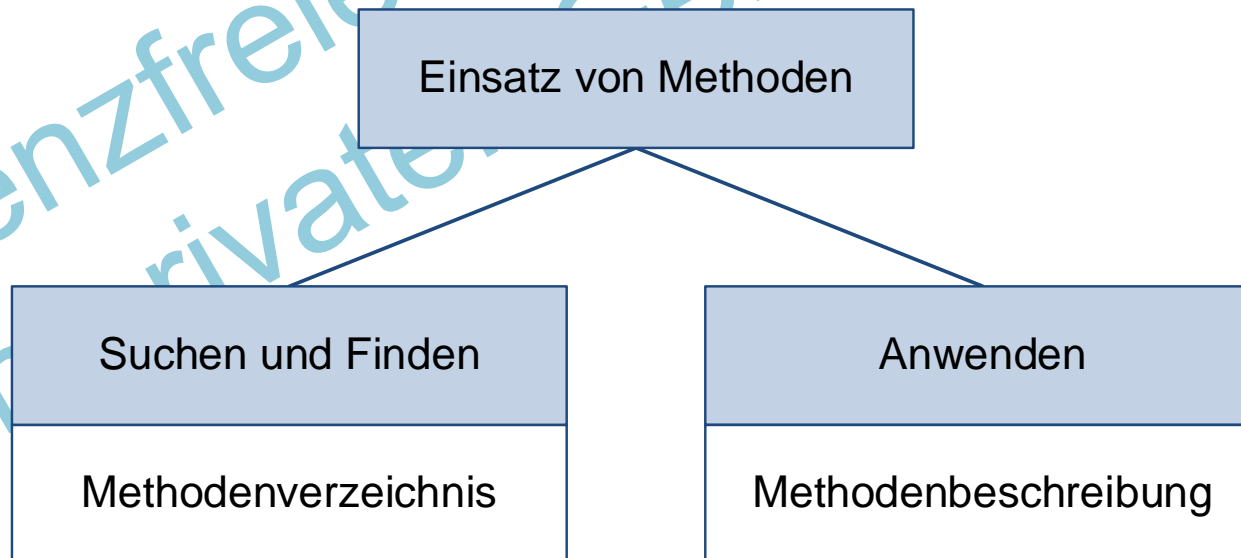 Einsatz von Methoden
Suchen und Finden
Anwenden
Methodenverzeichnis
Methodenbeschreibung